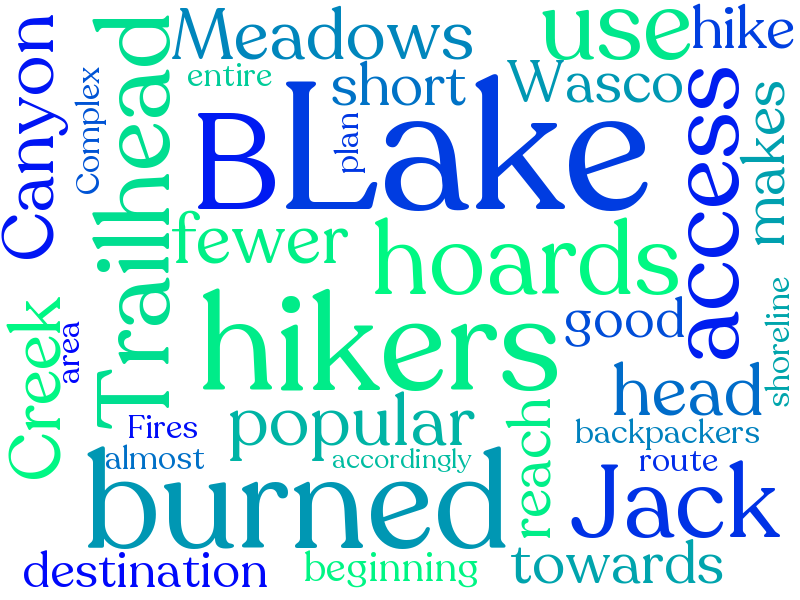 Meadows
use
hike
Canyon
Complex
Trailhead
entire
short
Wasco
B
Lake
plan
access
makes
fewer
hoards
hikers
good
shoreline
Creek
area
head
Fires
popular
reach
backpackers
almost
accordingly
route
burned
Jack
destination
beginning
towards